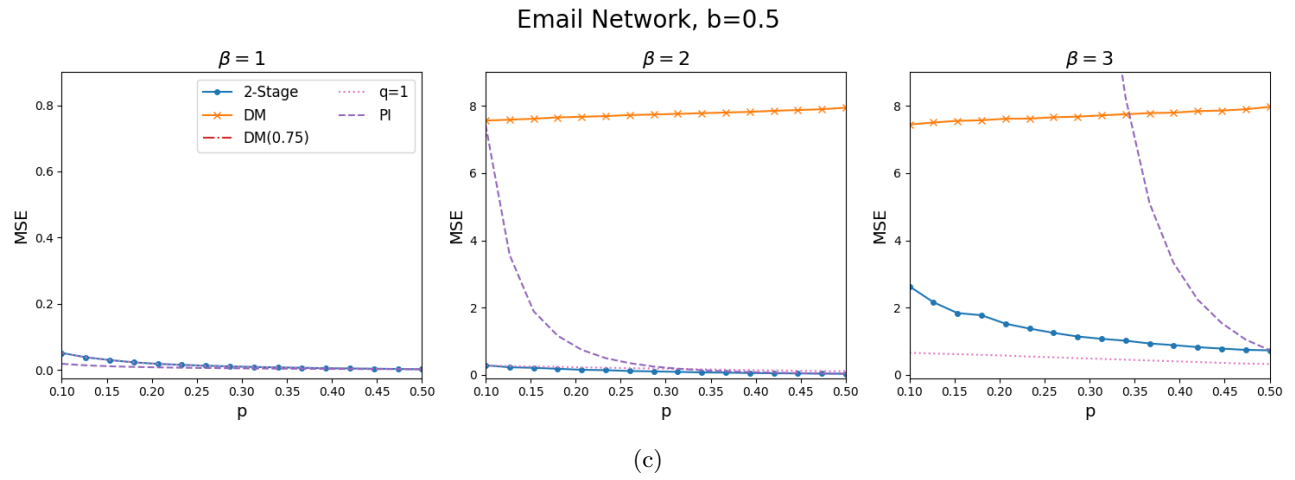 Email Network, b=0.5
β = 1
0.8
0.6
0.4
0.2
0.0
MSE
0.10 0.15 0.20 0.25 0.30 0.35 0.40 0.45 0.50
p
2-Stage
DM
DM(0.75)
q=1
PI
β = 2
8
6
4
2
0
MSE
0.10 0.15 0.20 0.25 0.30 0.35 0.40 0.45 0.50
p
β = 3
8
6
4
2
0
MSE
0.10 0.15 0.20 0.25 0.30 0.35 0.40 0.45 0.50
p
(c)